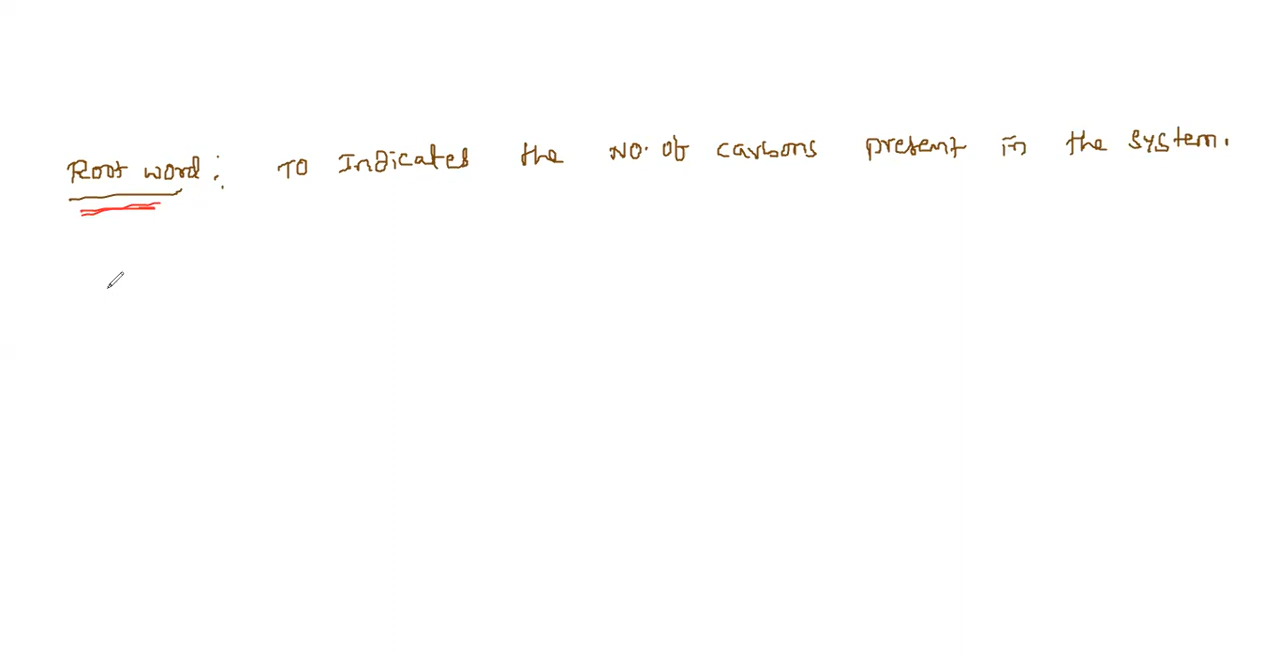 Root word: To Indicates the No. of carbons present in the system.